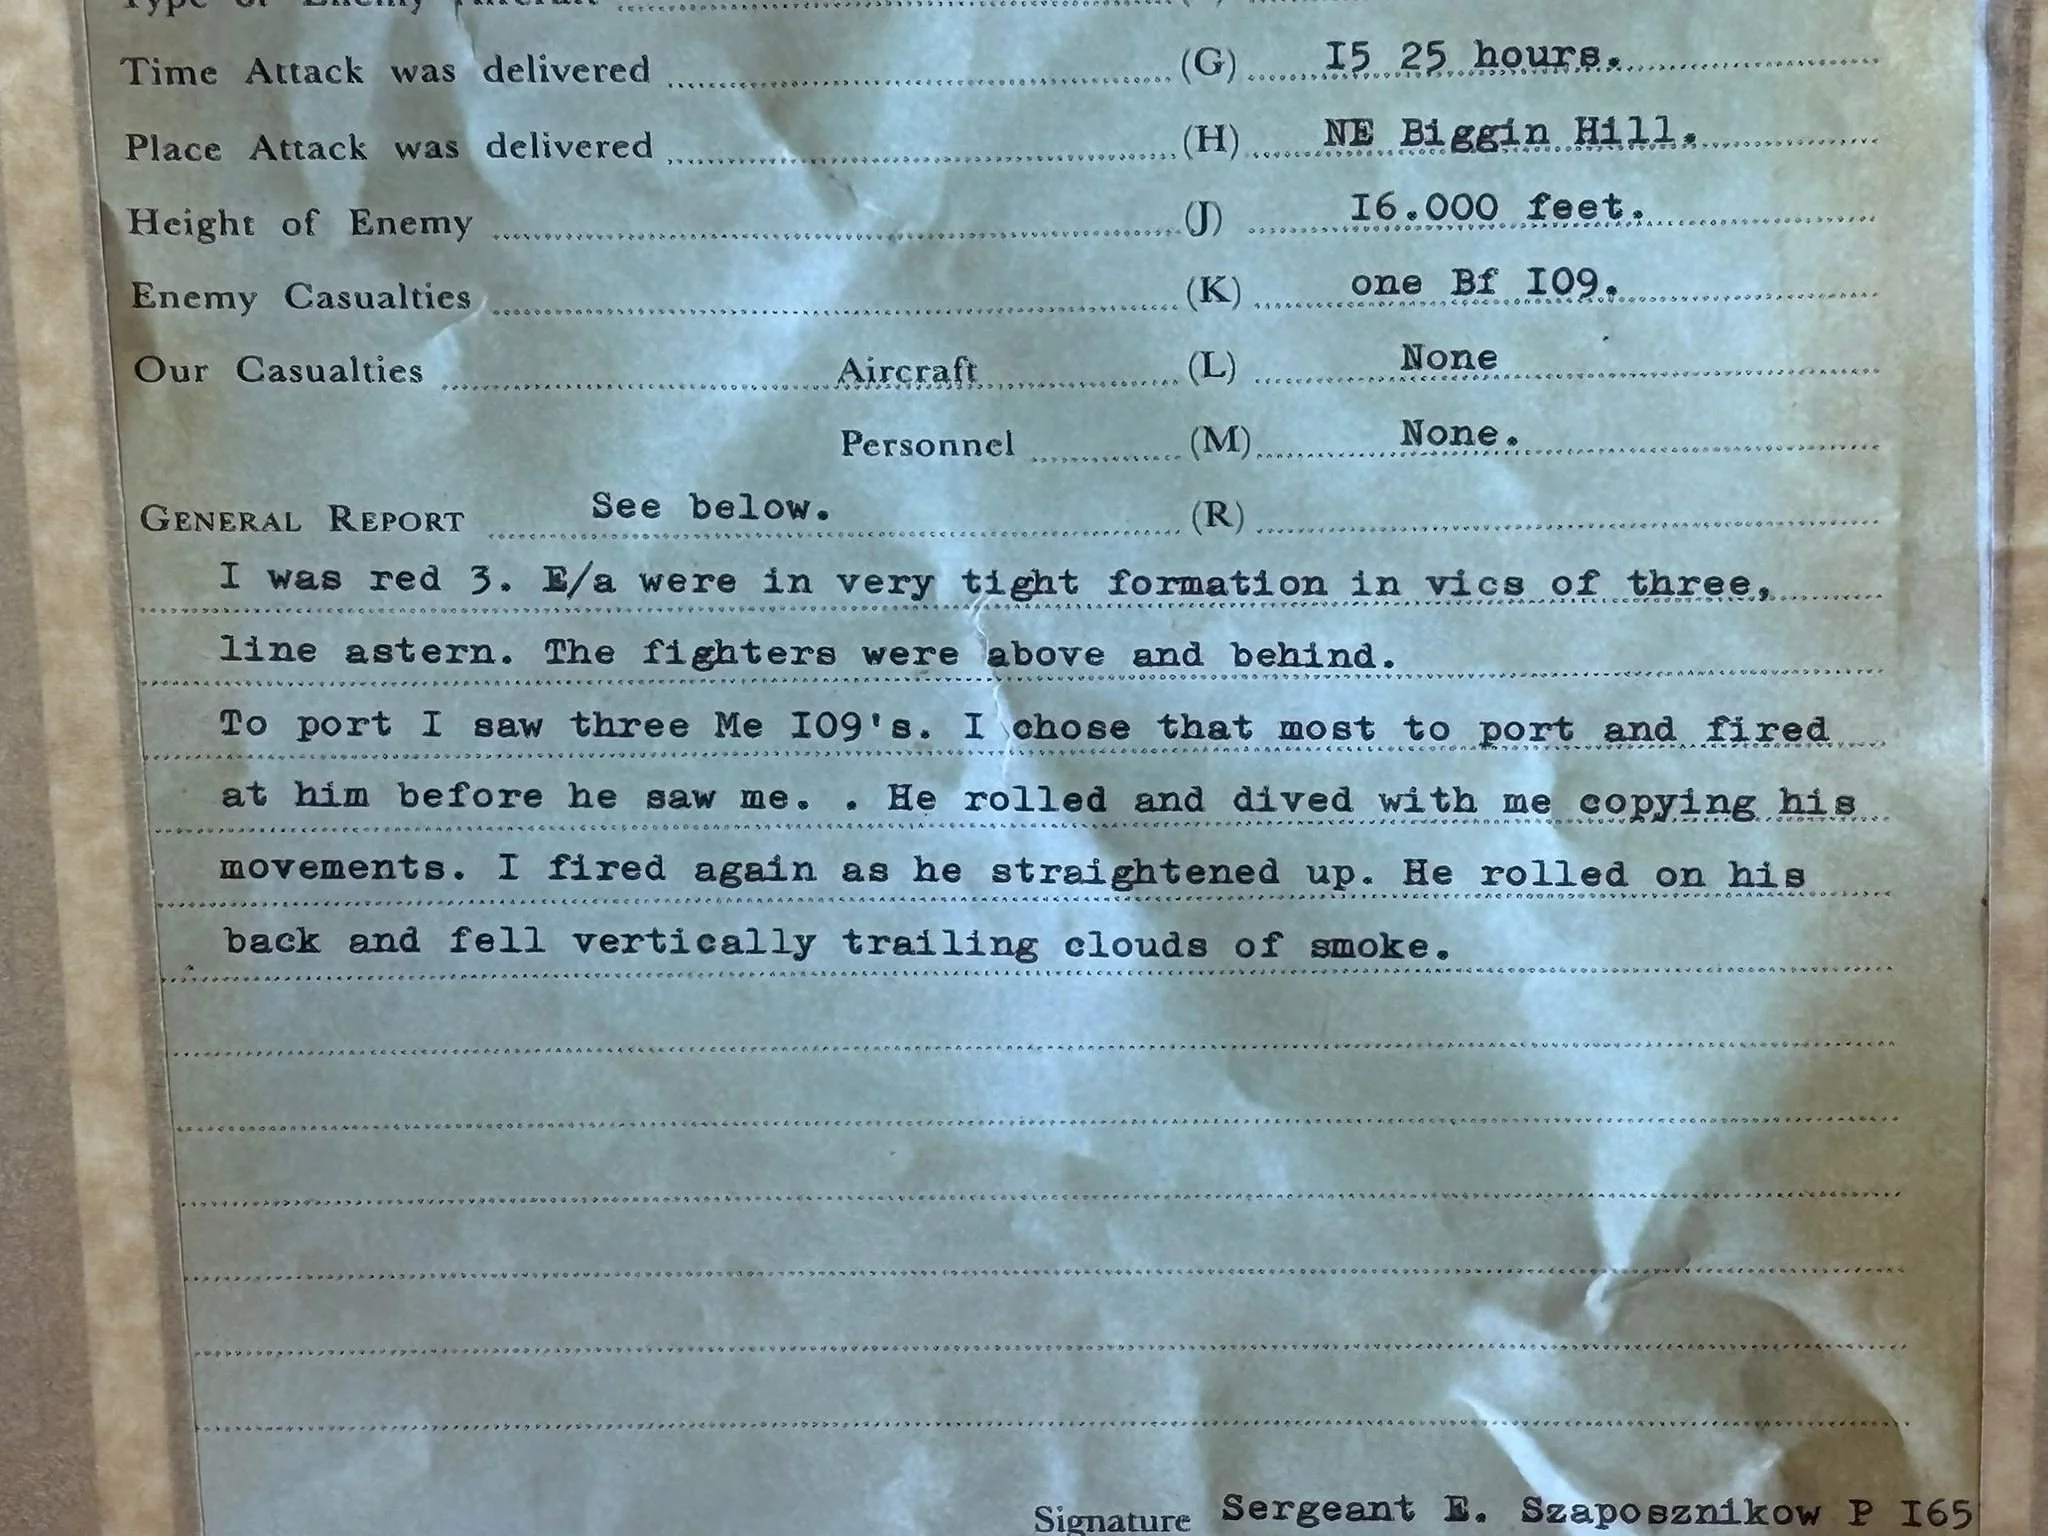 Type of Enemy Aircraft
Time Attack was delivered (G) I5 25 hours.
Place Attack was delivered (H) NE Biggin Hill.
Height of Enemy (J) I6.000 feet.
Enemy Casualties (K) one Bf I09.
Our Casualties Aircraft (L) None
Personnel (M) None.
GENERAL REPORT See below. (R)
I was red 3. E/a were in very tight formation in vics of three,
line astern. The fighters were above and behind.
To port I saw three Me I09's. I chose that most to port and fired
at him before he saw me. . He rolled and dived with me copying his
movements. I fired again as he straightened up. He rolled on his
back and fell vertically trailing clouds of smoke.
Signature Sergeant E. Szaposznikow P I65